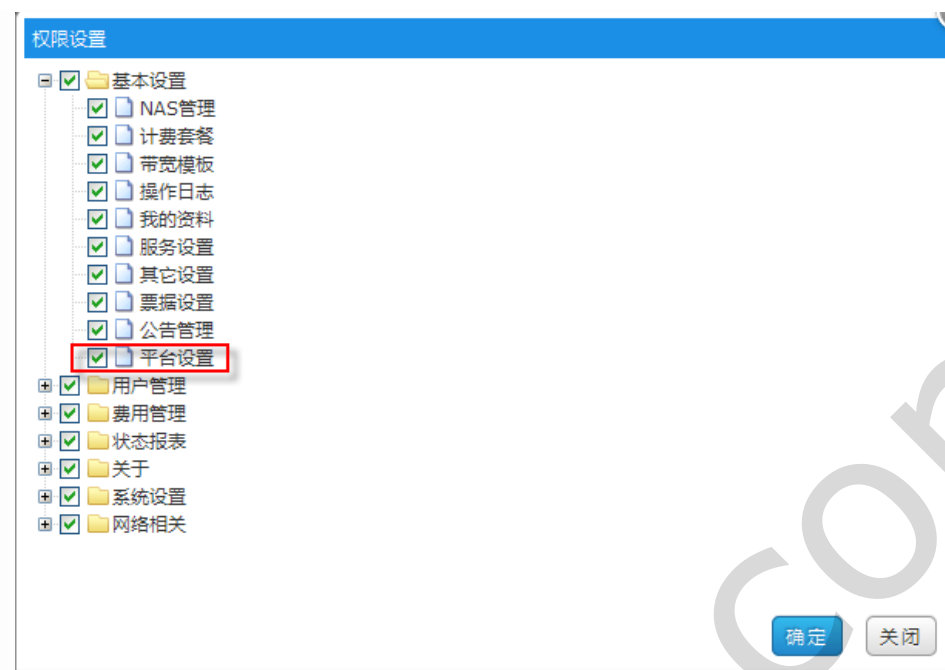 权限设置
基本设置
NAS管理
计费套餐
带宽模板
操作日志
我的资料
服务设置
其它设置
票据设置
公告管理
平台设置
用户管理
费用管理
状态报表
关于
系统设置
网络相关
确定 关闭